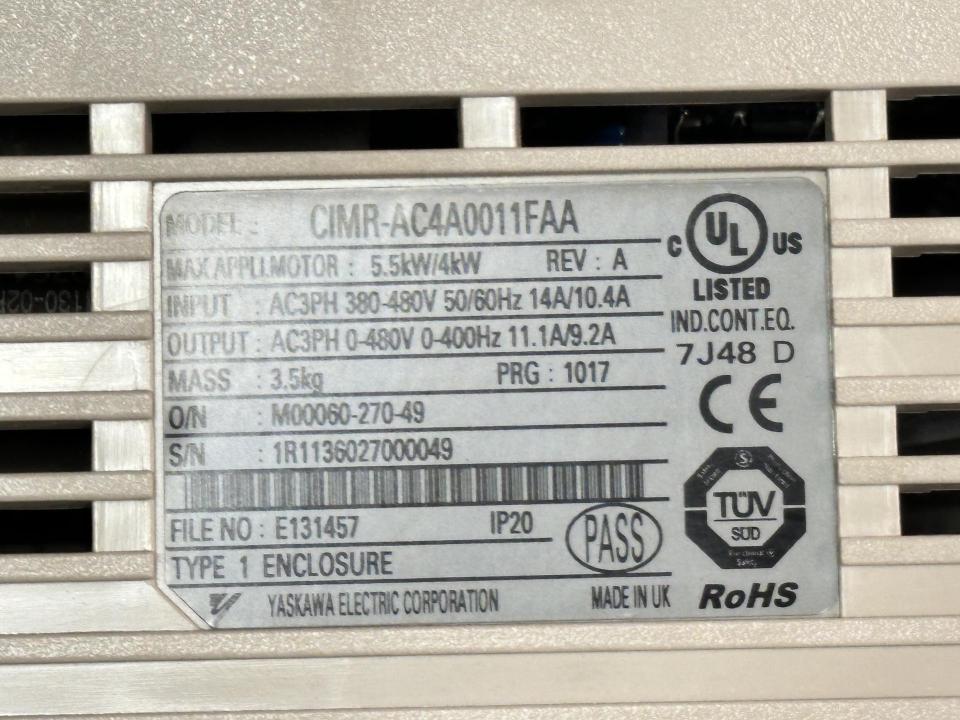 MODEL : CIMR-AC4A0011FAA
MAX APPLI.MOTOR : 5.5kW/4kW REV : A
INPUT : AC3PH 380-480V 50/60Hz 14A/10.4A
OUTPUT : AC3PH 0-480V 0-400Hz 11.1A/9.2A
MASS : 3.5kg PRG : 1017
O/N : M00060-270-49
S/N : 1R1136027000049
FILE NO : E131457 IP20
PASS
TYPE 1 ENCLOSURE
YASKAWA ELECTRIC CORPORATION MADE IN UK
C UL US
LISTED
IND.CONT.EQ.
7J48 D
CE
TÜV
SÜD
Functional
Safety
RoHS